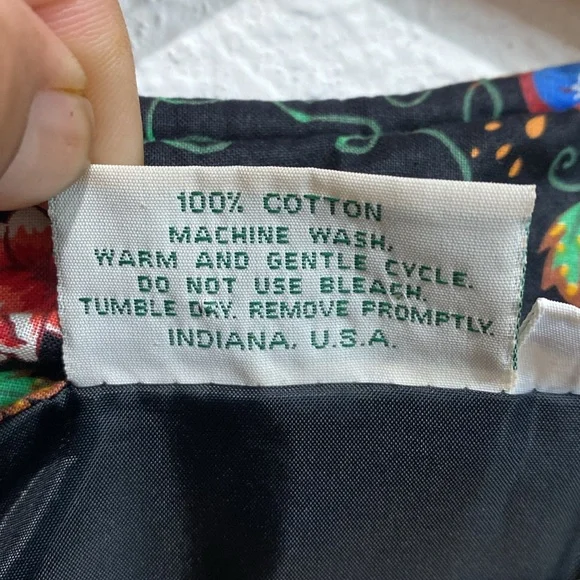 100% COTTON
MACHINE WASH,
WARM AND GENTLE CYCLE.
DO NOT USE BLEACH.
TUMBLE DRY. REMOVE PROMPTLY.
INDIANA, U.S.A.